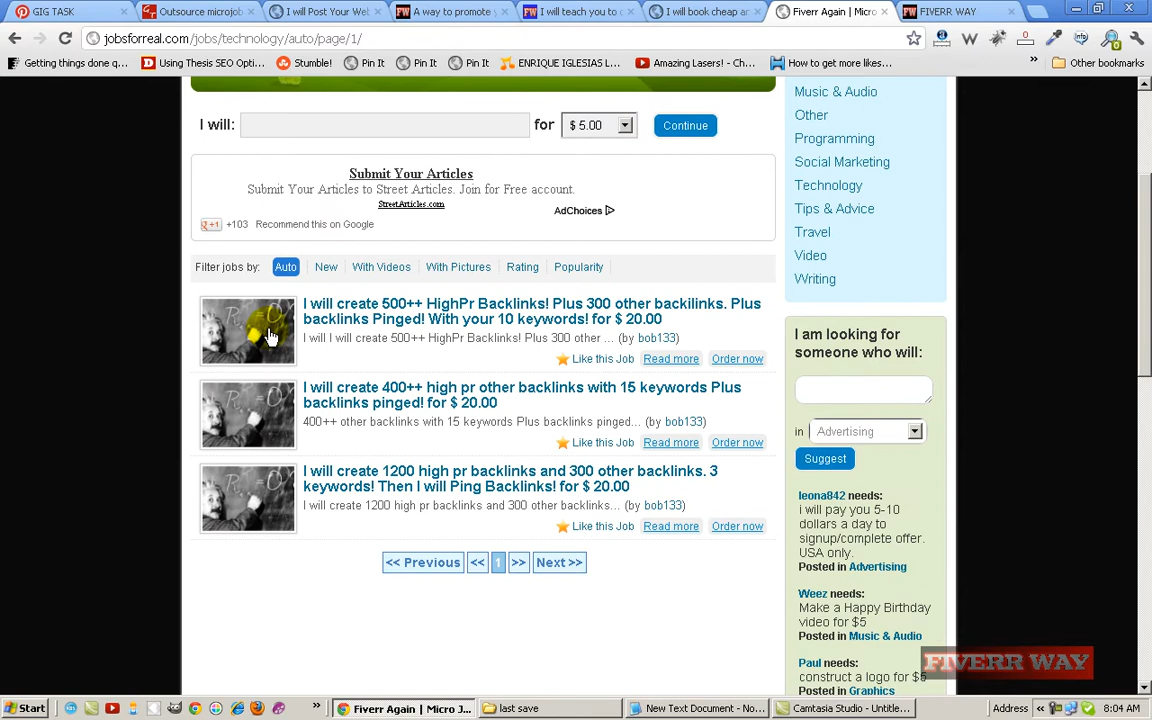 GIG TASK
Outsource microjob
I will Post Your Web
A way to promote y
I will teach you to c
I will book cheap ar
Fiverr Again | Micro
FIVERR WAY
jobsforreal.com/jobs/technology/auto/page/1/
Getting things done q...
Using Thesis SEO Opti...
Stumble!
Pin It
Pin It
Pin It
ENRIQUE IGLESIAS L...
Amazing Lasers! - Ch...
How to get more likes...
Other bookmarks
I will:
for
$ 5.00
Continue
Submit Your Articles
Submit Your Articles to Street Articles. Join for Free account.
StreetArticles.com
AdChoices
+1
+103
Recommend this on Google
Filter jobs by:
Auto
New
With Videos
With Pictures
Rating
Popularity
I will create 500++ HighPr Backlinks! Plus 300 other backilinks. Plus
backlinks Pinged! With your 10 keywords! for $ 20.00
I will I will create 500++ HighPr Backlinks! Plus 300 other ... (by bob133)
Like this Job
Read more
Order now
I will create 400++ high pr other backlinks with 15 keywords Plus
backlinks pinged! for $ 20.00
400++ other backlinks with 15 keywords Plus backlinks pinged... (by bob133)
Like this Job
Read more
Order now
I will create 1200 high pr backlinks and 300 other backlinks. 3
keywords! Then I will Ping Backlinks! for $ 20.00
I will create 1200 high pr backlinks and 300 other backlinks... (by bob133)
Like this Job
Read more
Order now
<< Previous
<<
1
>>
Next >>
Music & Audio
Other
Programming
Social Marketing
Technology
Tips & Advice
Travel
Video
Writing
I am looking for
someone who will:
in
Advertising
Suggest
leona842 needs:
i will pay you 5-10
dollars a day to
signup/complete offer.
USA only.
Posted in Advertising
Weez needs:
Make a Happy Birthday
video for $5
Posted in Music & Audio
Paul needs:
construct a logo for $5
Posted in Graphics
FIVERR WAY
Start
Fiverr Again | Micro J...
last save
New Text Document - No...
Camtasia Studio - Untitle...
Address
8:04 AM